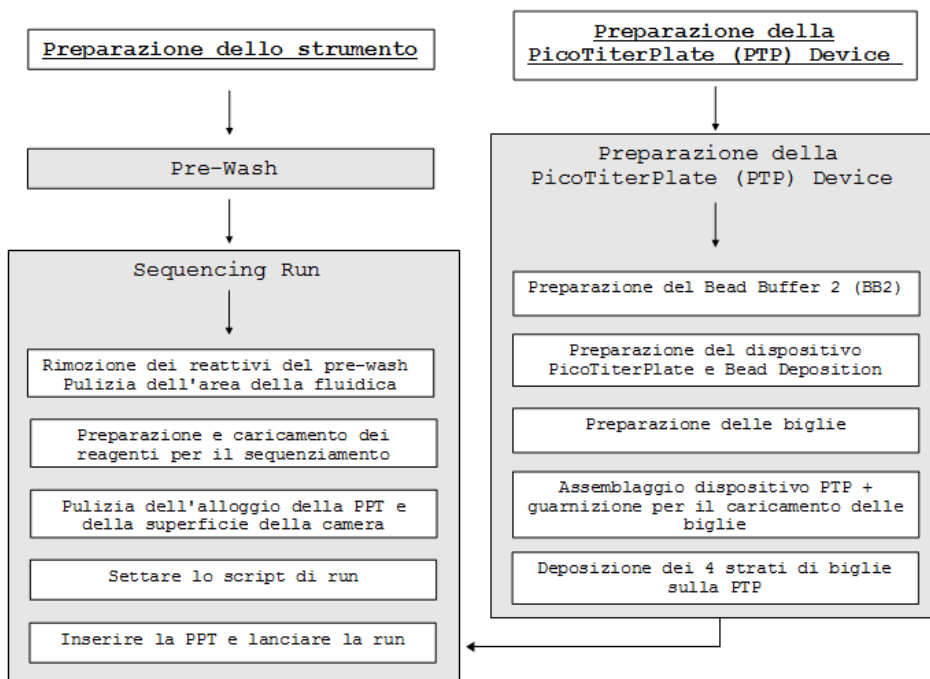 Preparazione dello strumento
Pre-Wash
Sequencing Run
Rimozione dei reattivi del pre-wash
Pulizia dell'area della fluidica
Preparazione e caricamento dei
reagenti per il sequenziamento
Pulizia dell'alloggio della PPT e
della superficie della camera
Settare lo script di run
Inserire la PPT e lanciare la run
Preparazione della
PicoTiterPlate (PTP) Device
Preparazione della
PicoTiterPlate (PTP) Device
Preparazione del Bead Buffer 2 (BB2)
Preparazione del dispositivo
PicoTiterPlate e Bead Deposition
Preparazione delle biglie
Assemblaggio dispositivo PTP +
guarnizione per il caricamento delle
biglie
Deposizione dei 4 strati di biglie
sulla PTP